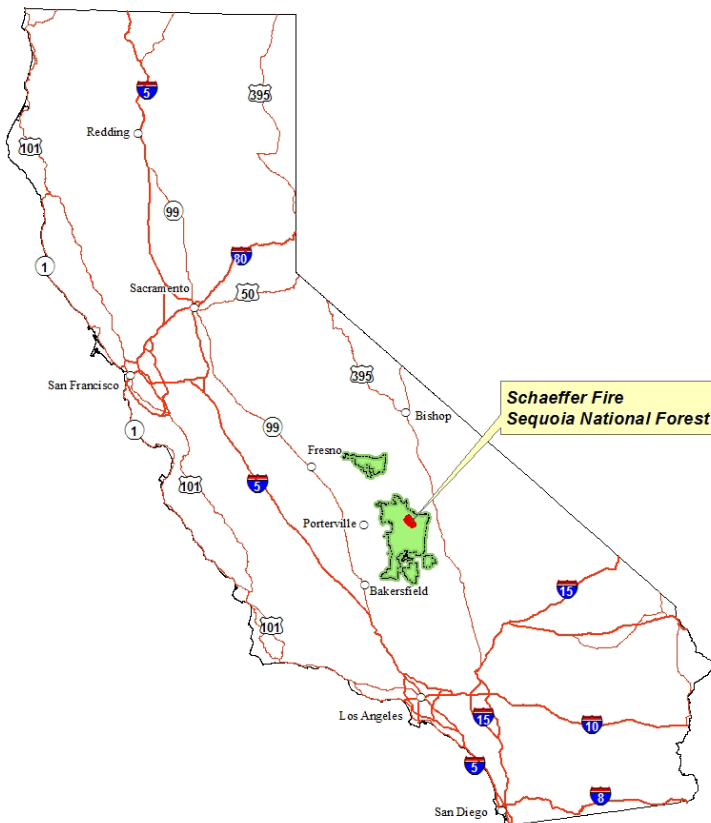 5
395
Redding
101
99
1
80
Sacramento
50
San Francisco
395
Schaeffer Fire
Sequoia National Forest
Bishop
1
99
Fresno
5
101
Porterville
Bakersfield
15
101
Los Angeles
15
10
5
8
San Diego